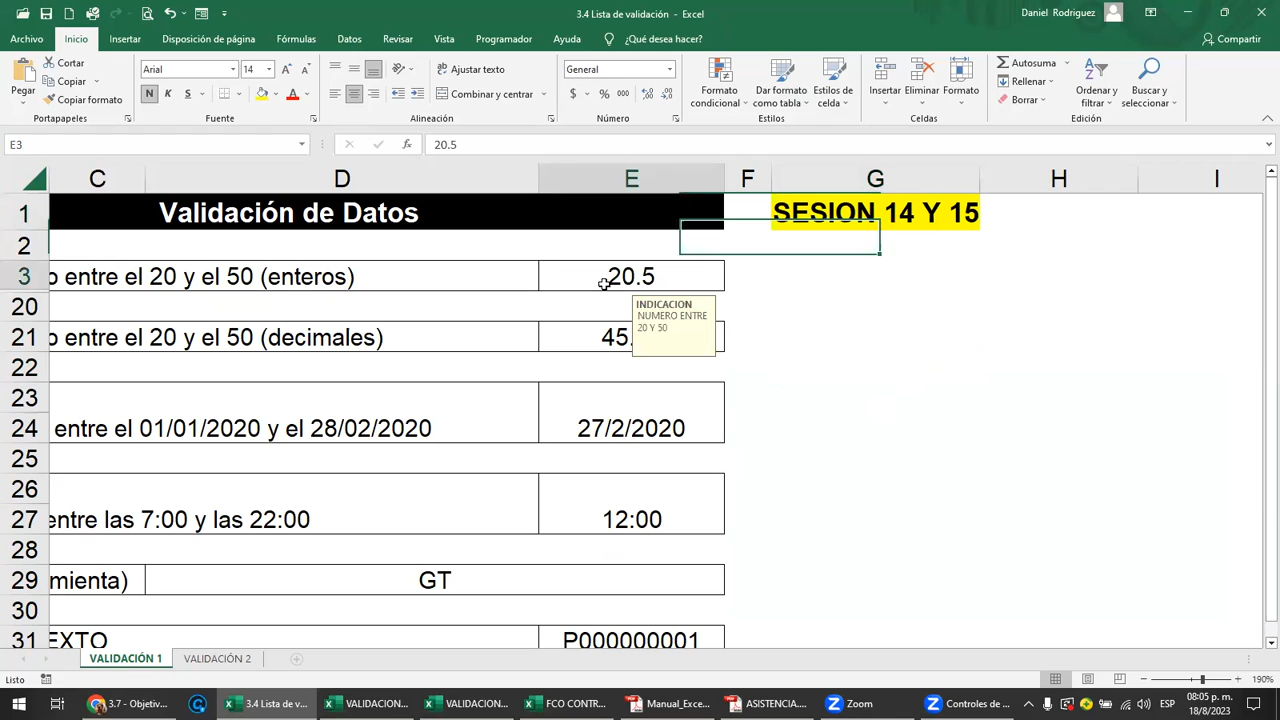 3.4 Lista de validación - Excel
Daniel Rodriguez
Archivo Inicio Insertar Disposición de página Fórmulas Datos Revisar Vista Programador Ayuda ¿Qué desea hacer? Compartir
Pegar
Cortar
Copiar
Copiar formato
Portapapeles
Arial 14
N K S
Fuente
Ajustar texto
Combinar y centrar
Alineación
General
$ % 000
Número
Formato condicional
Dar formato como tabla
Estilos de celda
Estilos
Insertar Eliminar Formato
Celdas
Autosuma
Rellenar
Borrar
Ordenar y filtrar
Buscar y seleccionar
Edición
E3 fx 20.5
C D E F G H I
1 Validación de Datos SESION 14 Y 15
2
3 o entre el 20 y el 50 (enteros) 20.5
INDICACION
NUMERO ENTRE
20 Y 50
20
21 o entre el 20 y el 50 (decimales) 45.
22
23
24 entre el 01/01/2020 y el 28/02/2020 27/2/2020
25
26
27 entre las 7:00 y las 22:00 12:00
28
29 mienta) GT
30
31 EXTO P000000001
VALIDACIÓN 1 VALIDACIÓN 2
Listo 190%
3.7 - Objetiv... 3.4 Lista de v... VALIDACION... VALIDACION... FCO CONTR... Manual_Exce... ASISTENCIA.... Zoom Controles de ... ESP 08:05 p. m.
18/8/2023